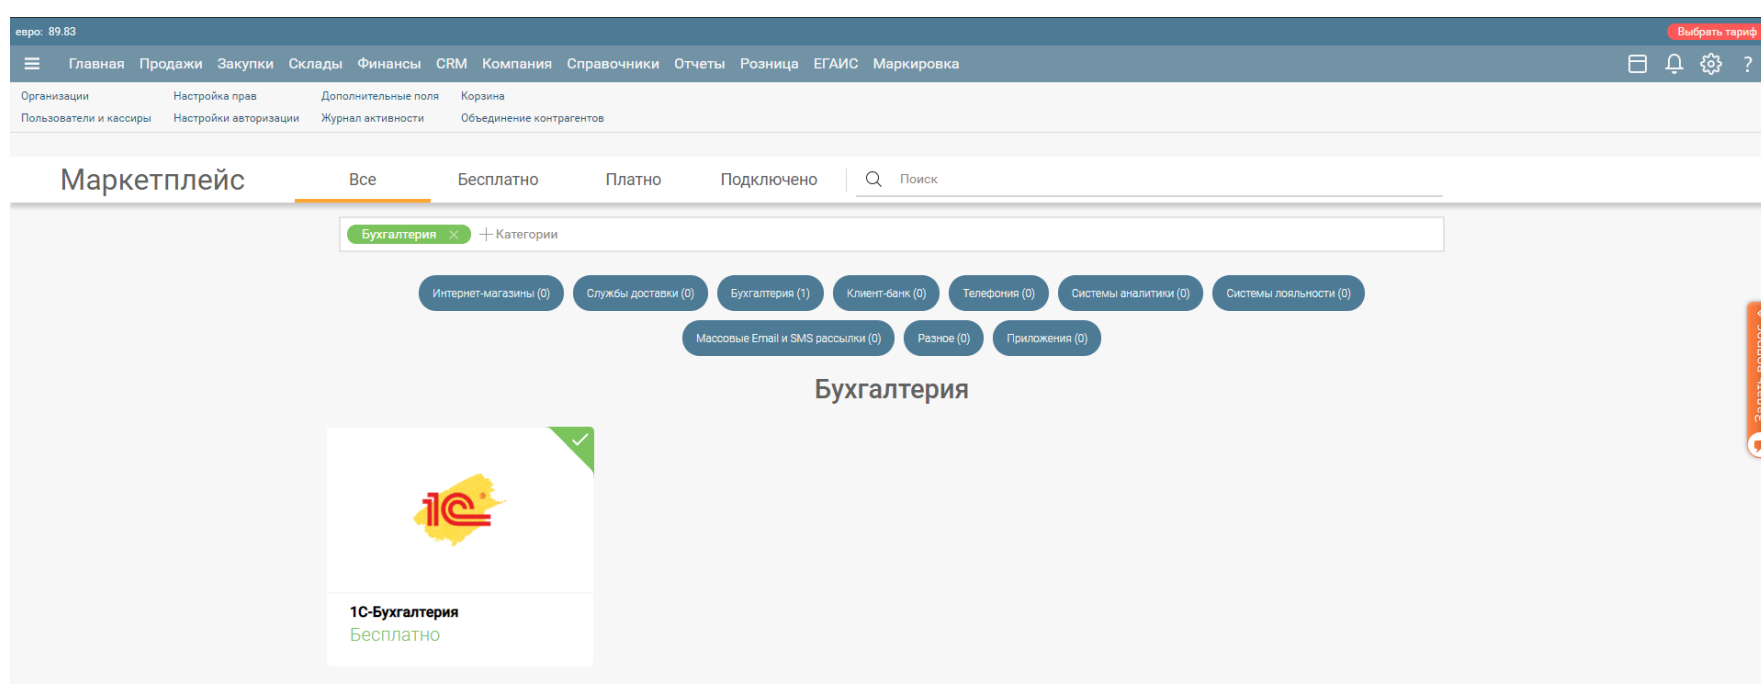 евро: 89.83
Выбрать тариф
Главная Продажи Закупки Склады Финансы CRM Компания Справочники Отчеты Розница ЕГАИС Маркировка
?
Организации Настройка прав Дополнительные поля Корзина
Пользователи и кассиры Настройки авторизации Журнал активности Объединение контрагентов
Маркетплейс Все Бесплатно Платно Подключено Поиск
Бухгалтерия Категории
Интернет-магазины (0) Службы доставки (0) Бухгалтерия (1) Клиент-банк (0) Телефония (0) Системы аналитики (0) Системы лояльности (0)
Массовые Email и SMS рассылки (0) Разное (0) Приложения (0)
Задать вопрос
Бухгалтерия
1С
1С-Бухгалтерия
Бесплатно